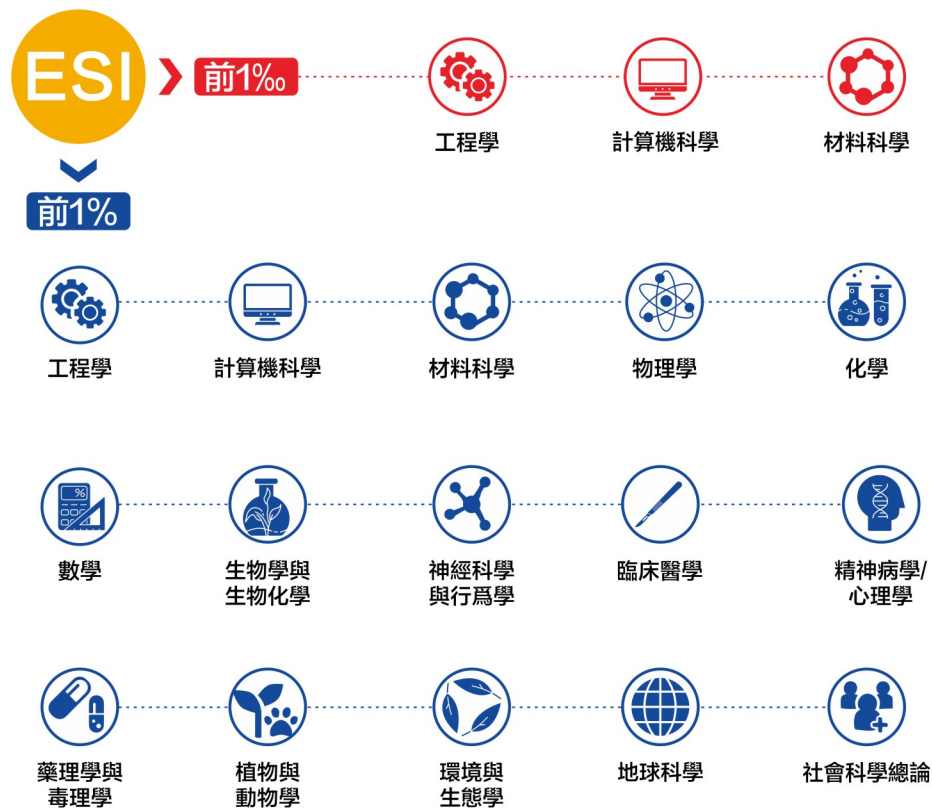 ESI
前1‰
工程學
計算機科學
材料科學
前1%
工程學
計算機科學
材料科學
物理學
化學
%
數學
生物學與
生物化學
神經科學
與行爲學
臨床醫學
精神病學/
心理學
藥理學與
毒理學
植物與
動物學
環境與
生態學
地球科學
社會科學總論